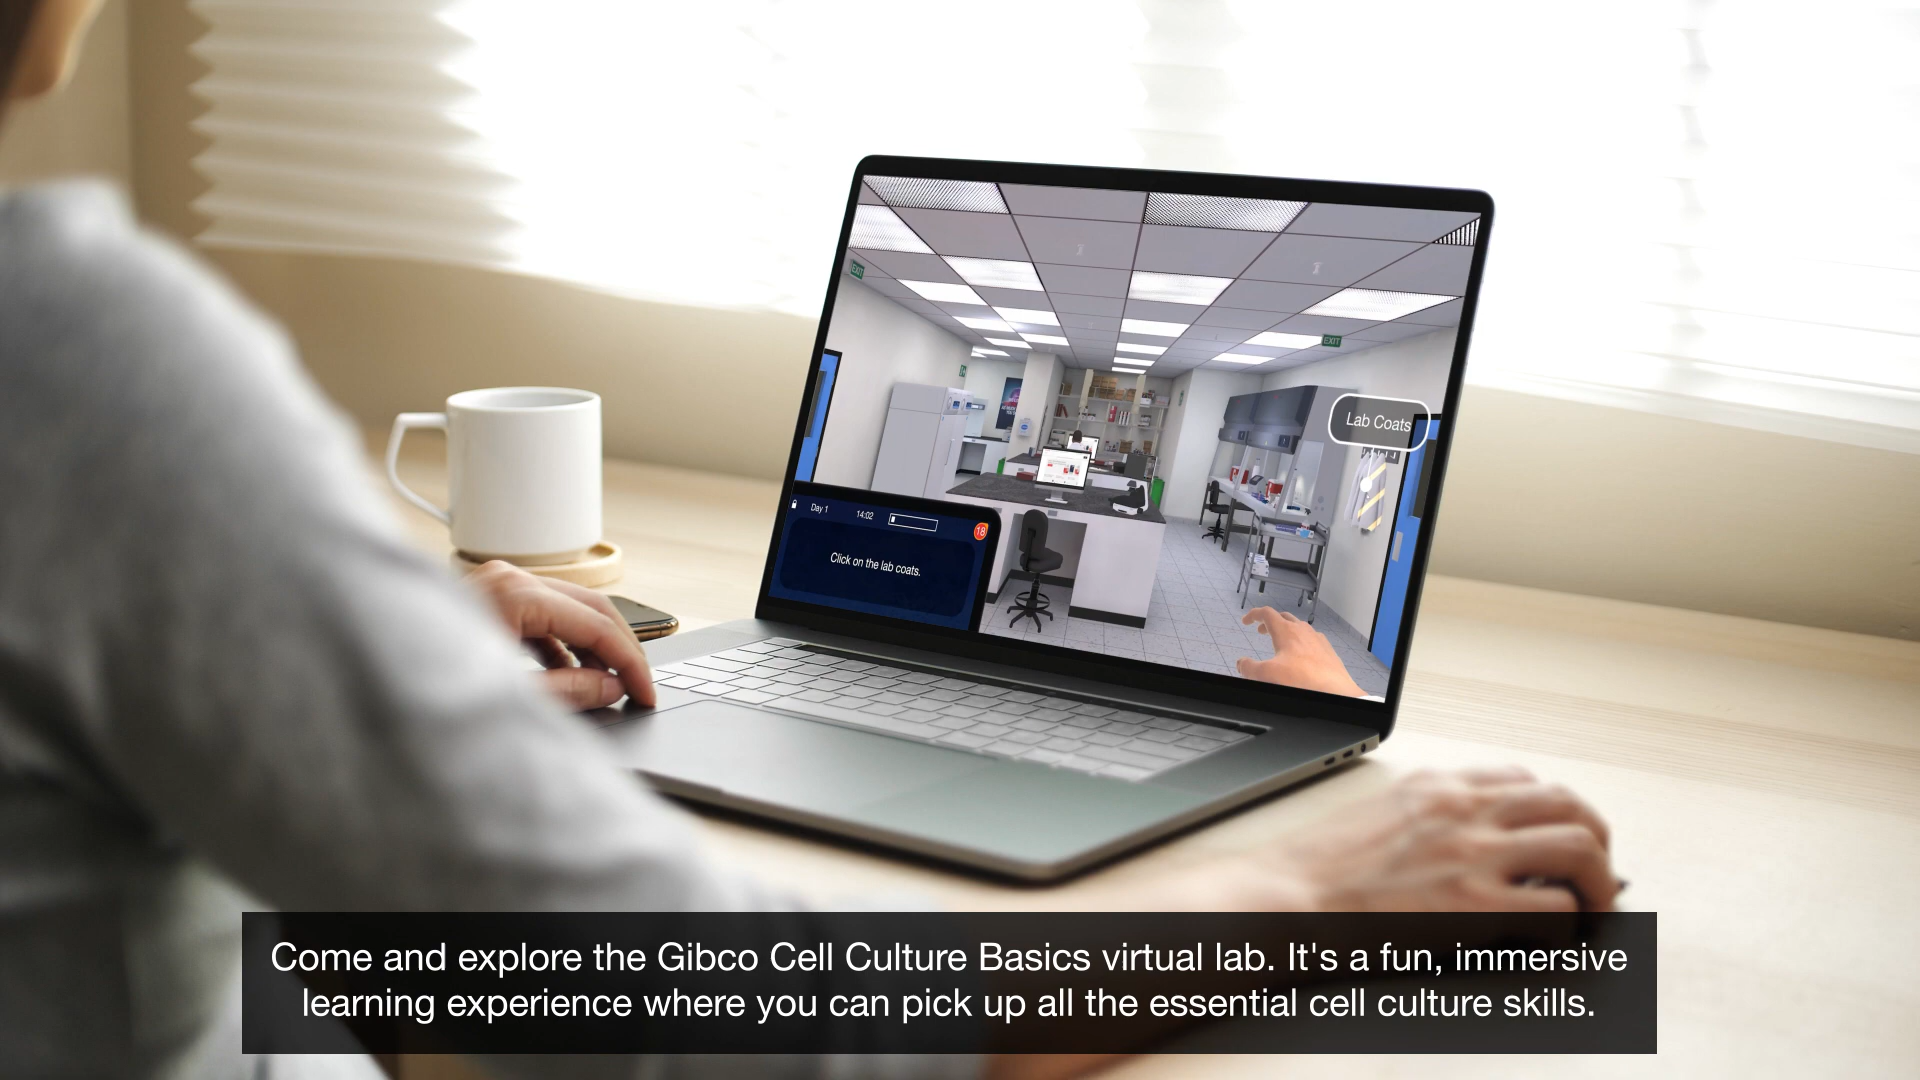 EXIT
EXIT
Lab Coats
Day 1
14:02
18
Click on the lab coats.
Come and explore the Gibco Cell Culture Basics virtual lab. It's a fun, immersive
learning experience where you can pick up all the essential cell culture skills.